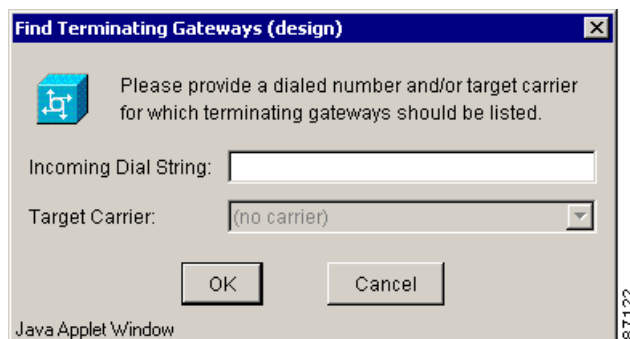 Find Terminating Gateways (design)
Please provide a dialed number and/or target carrier
for which terminating gateways should be listed.
Incoming Dial String:
Target Carrier: (no carrier)
OK Cancel
Java Applet Window
87122